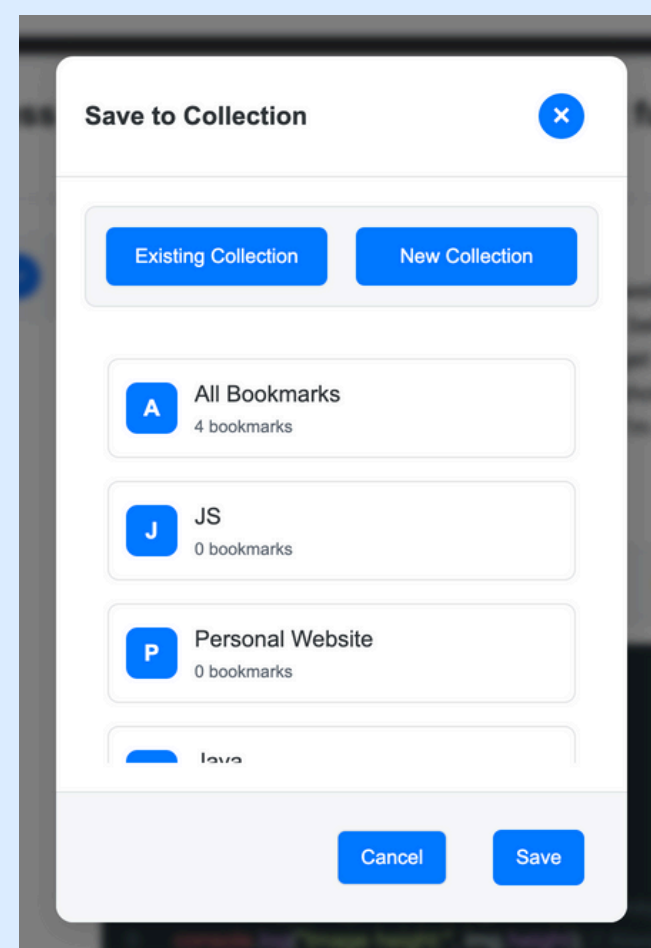 Save to Collection
Existing Collection
New Collection
A
All Bookmarks
4 bookmarks
J
JS
0 bookmarks
P
Personal Website
0 bookmarks
Java
Cancel
Save